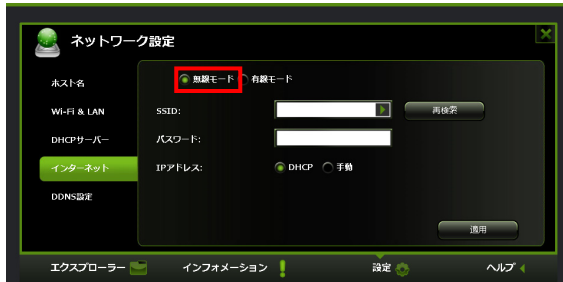 ネットワーク設定
ホスト名
無線モード 有線モード
Wi-Fi & LAN
SSID:
再検索
DHCPサーバー
パスワード:
インターネット
IPアドレス:
DHCP 手動
DDNS設定
適用
エクスプローラー インフォメーション 設定 ヘルプ